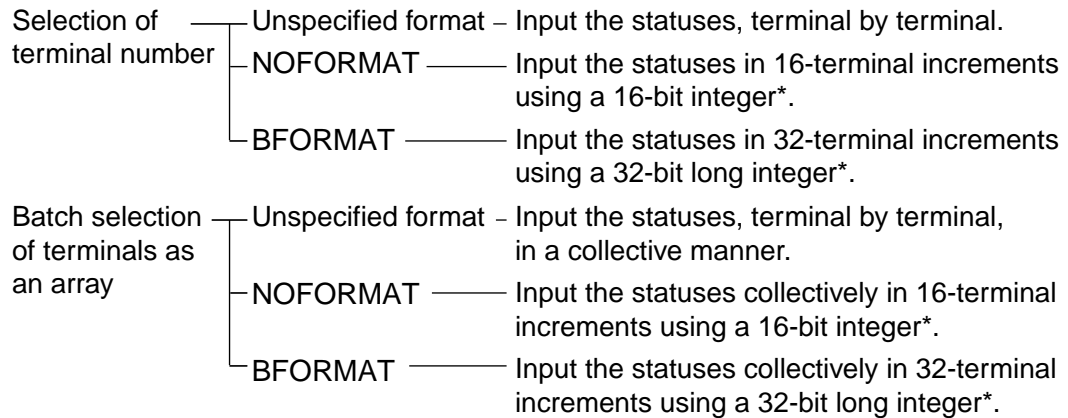 Selection of terminal number
Unspecified format – Input the statuses, terminal by terminal.
NOFORMAT Input the statuses in 16-terminal increments
using a 16-bit integer*.
BFORMAT Input the statuses in 32-terminal increments
using a 32-bit long integer*.
Batch selection of terminals as an array
Unspecified format – Input the statuses, terminal by terminal,
in a collective manner.
NOFORMAT Input the statuses collectively in 16-terminal
increments using a 16-bit integer*.
BFORMAT Input the statuses collectively in 32-terminal
increments using a 32-bit long integer*.